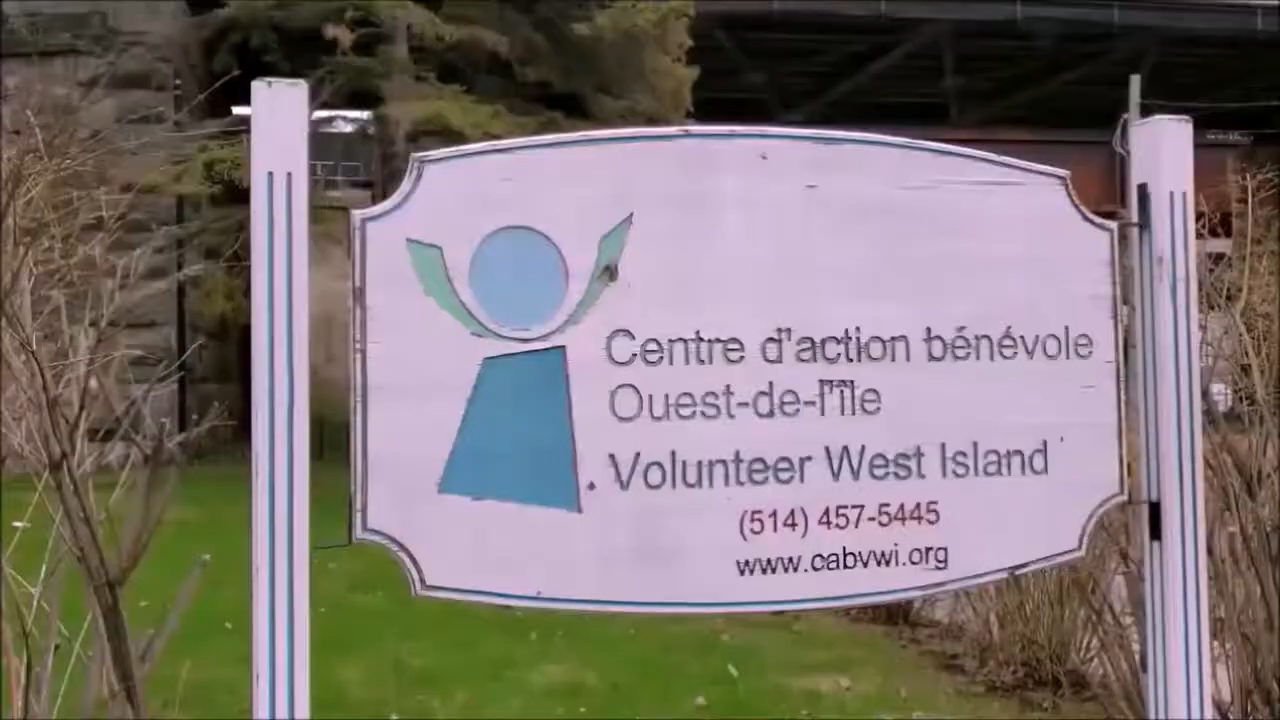 Centre d'action bénévole
Ouest-de-l'île
Volunteer West Island
(514) 457-5445
www.cabvwi.org